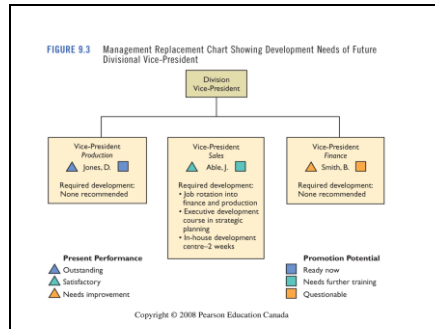 FIGURE 9.3 Management Replacement Chart Showing Development Needs of Future
Divisional Vice-President
Division
Vice-President
Vice-President
Production
Jones, D.
Required development:
None recommended
Vice-President
Sales
Able, J.
Required development:
• Job rotation into
finance and production
• Executive development
course in strategic
planning
• In-house development
centre–2 weeks
Vice-President
Finance
Smith, B.
Required development:
None recommended
Present Performance
Outstanding
Satisfactory
Needs improvement
Promotion Potential
Ready now
Needs further training
Questionable
Copyright © 2008 Pearson Education Canada